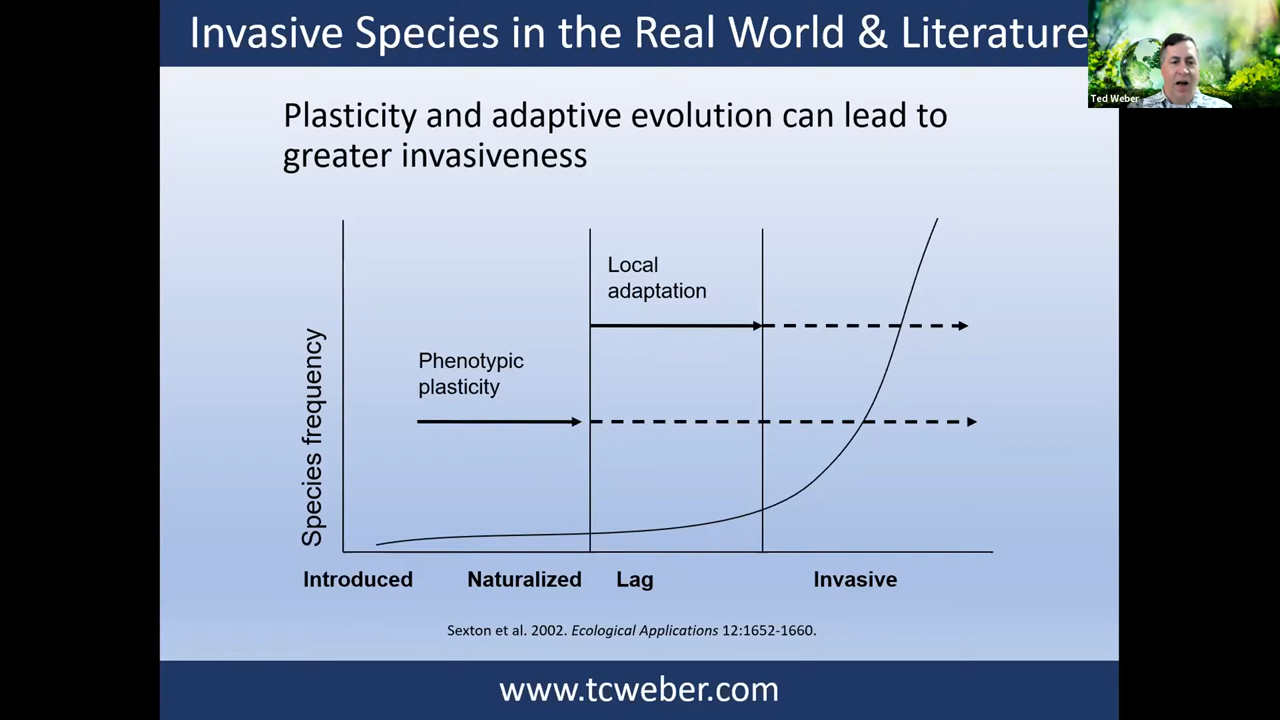 Invasive Species in the Real World & Literature
Ted Weber
Plasticity and adaptive evolution can lead to
greater invasiveness
Local
adaptation
Phenotypic
plasticity
Species frequency
Introduced Naturalized Lag Invasive
Sexton et al. 2002. Ecological Applications 12:1652-1660.
www.tcweber.com